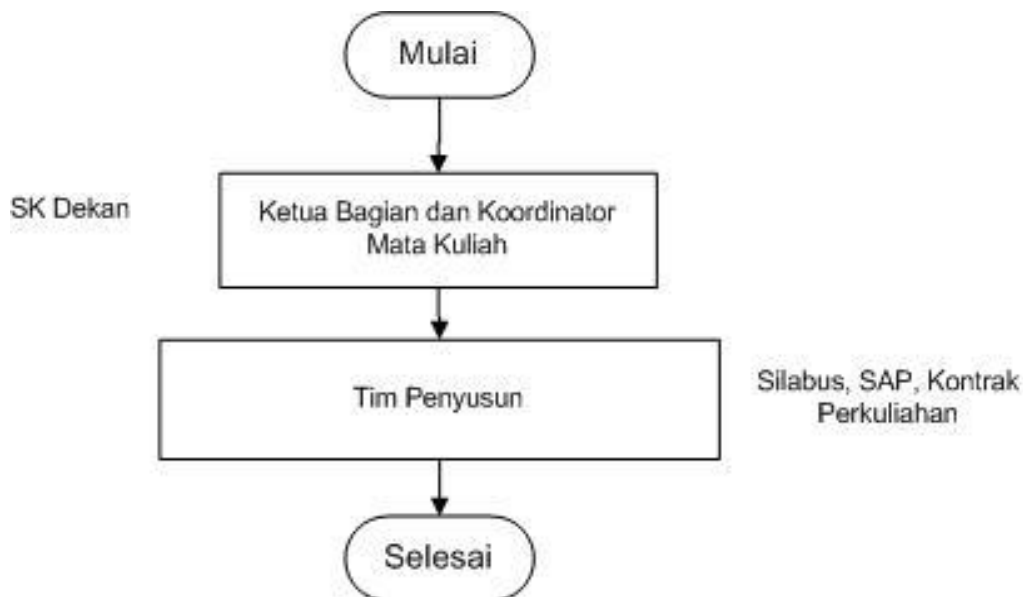 Mulai
SK Dekan
Ketua Bagian dan Koordinator
Mata Kuliah
Tim Penyusun
Silabus, SAP, Kontrak
Perkuliahan
Selesai